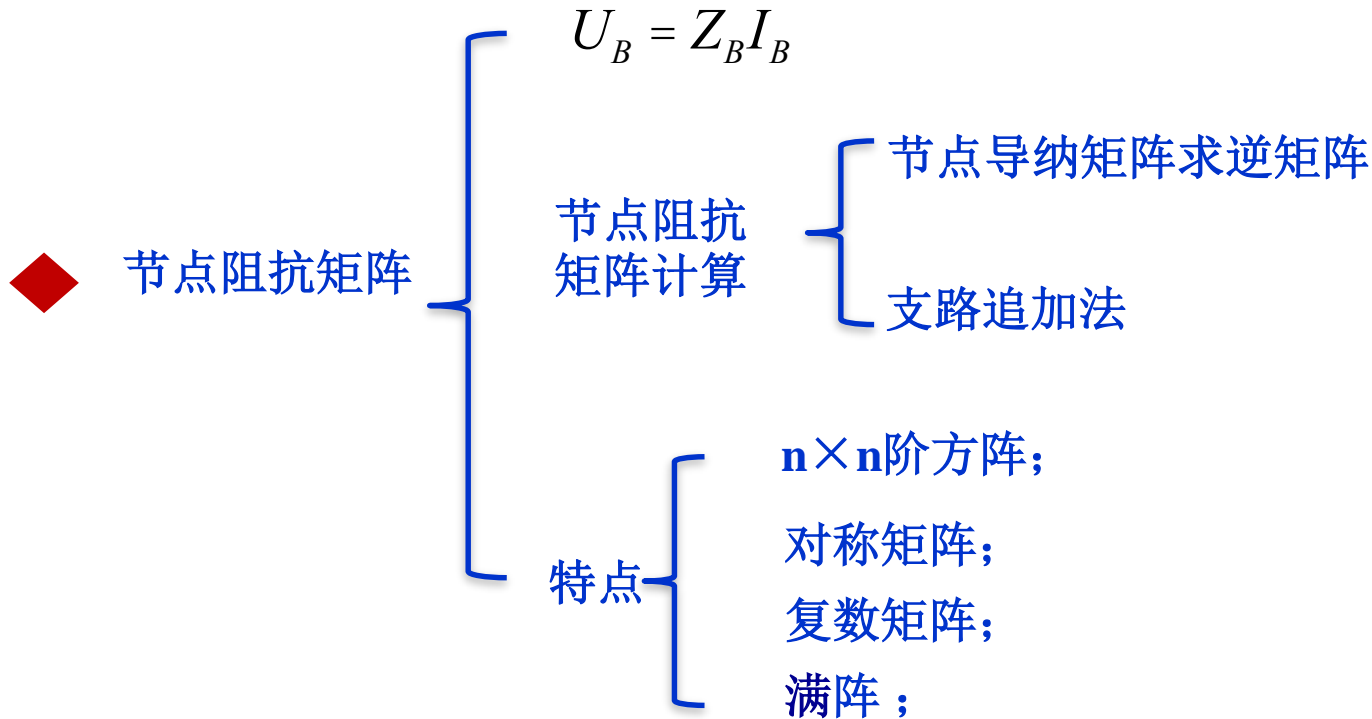 U_B = Z_B I_B
节点导纳矩阵求逆矩阵
节点阻抗
矩阵计算
节点阻抗矩阵
支路追加法
n×n阶方阵；
对称矩阵；
特点
复数矩阵；
满阵；